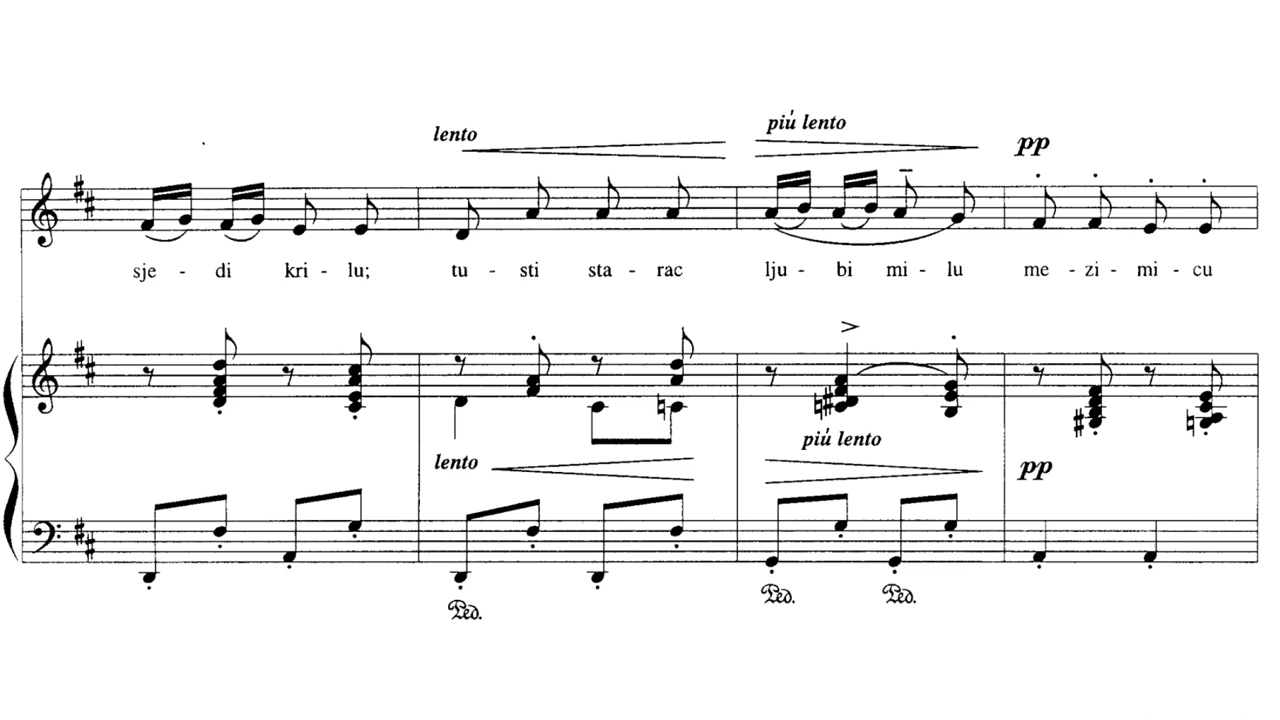 lento
più lento
pp
sje - di kri - lu; tu - sti sta - rac lju - bi mi - lu me - zi - mi - cu
più lento
lento
pp
Ped.
Ped. Ped.